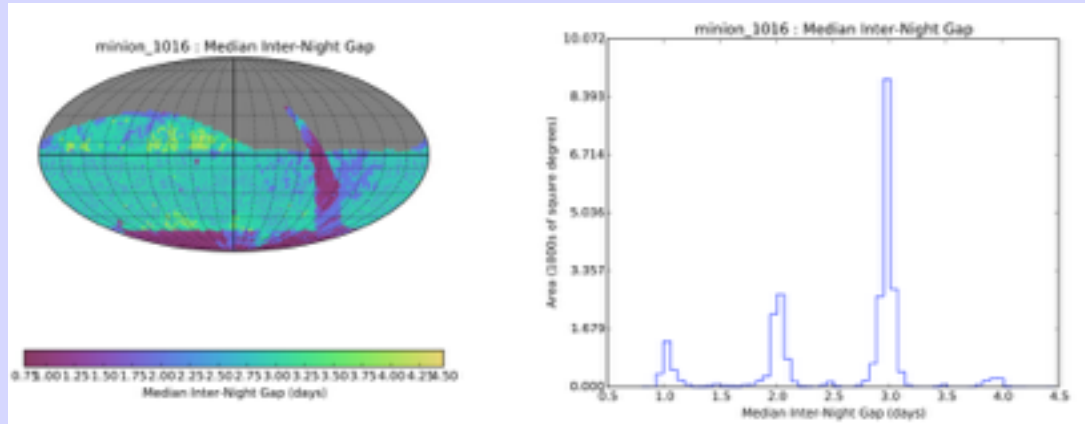 minion_1016 : Median Inter-Night Gap
0.75 1.00 1.25 1.50 1.75 2.00 2.25 2.50 2.75 3.00 3.25 3.50 3.75 4.00 4.25 4.50
Median Inter-Night Gap (days)
minion_1016 : Median Inter-Night Gap
10.072
8.393
6.714
5.036
3.357
1.679
0.000
Area (1000s of square degrees)
0.5 1.0 1.5 2.0 2.5 3.0 3.5 4.0 4.5
Median Inter-Night Gap (days)